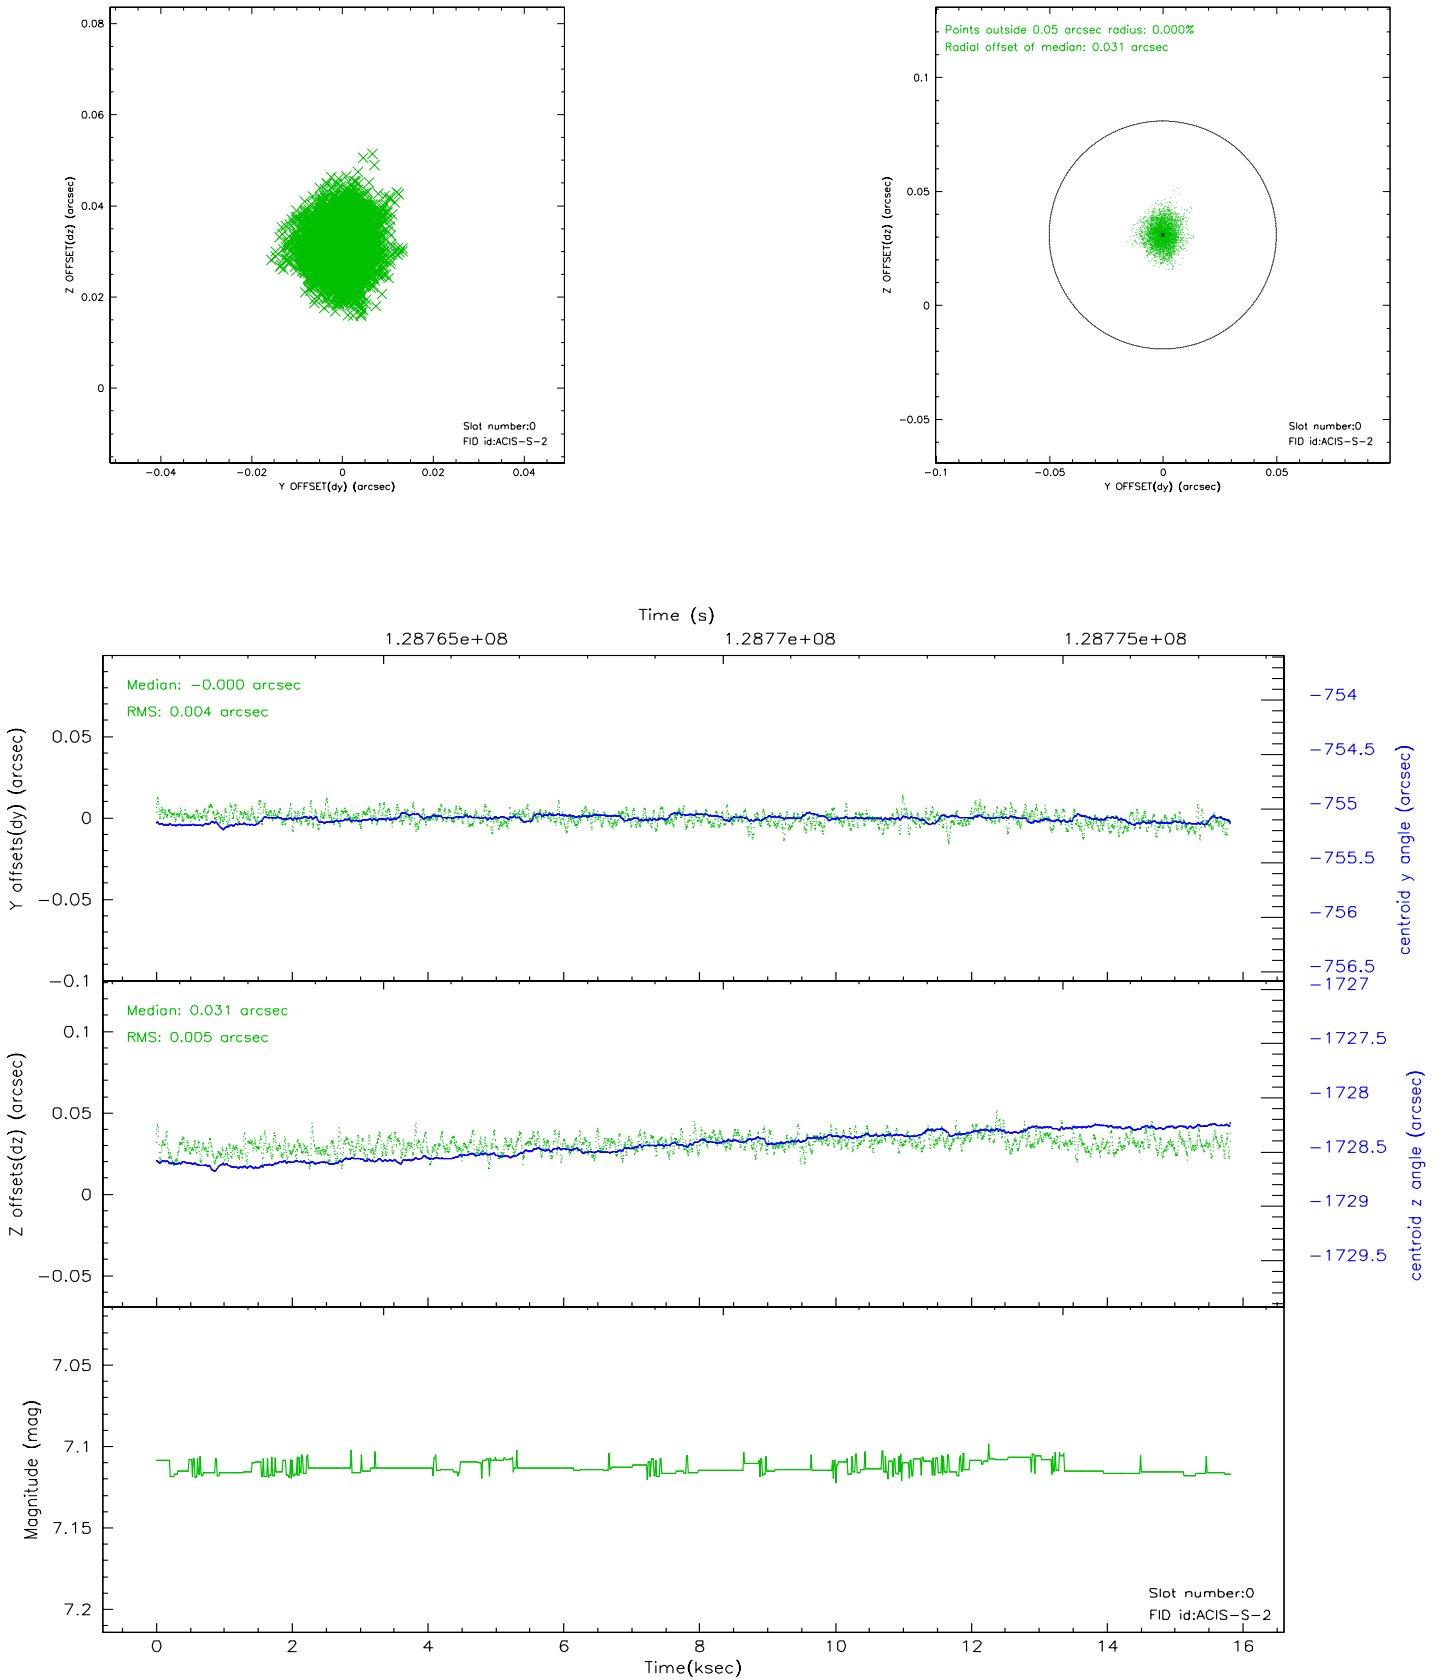 0.08
0.06
0.04
0.02
0
Z OFFSET(dz) (arcsec)
−0.04 −0.02 0 0.02 0.04
Y OFFSET(dy) (arcsec)
Slot number:0
FID id:ACIS−S−2
Points outside 0.05 arcsec radius: 0.000%
Radial offset of median: 0.031 arcsec
0.1
0.05
0
−0.05
Z OFFSET(dz) (arcsec)
−0.1 −0.05 0 0.05
Y OFFSET(dy) (arcsec)
Slot number:0
FID id:ACIS−S−2
Time (s)
1.28765e+08 1.2877e+08 1.28775e+08
Median: −0.000 arcsec
RMS: 0.004 arcsec
0.05
0
−0.05
−0.1
Y offsets(dy) (arcsec)
−754
−754.5
−755
−755.5
−756
−756.5
centroid y angle (arcsec)
Median: 0.031 arcsec
RMS: 0.005 arcsec
0.1
0.05
0
−0.05
Z offsets(dz) (arcsec)
−1727
−1727.5
−1728
−1728.5
−1729
−1729.5
centroid z angle (arcsec)
7.05
7.1
7.15
7.2
Magnitude (mag)
Slot number:0
FID id:ACIS−S−2
0 2 4 6 8 10 12 14 16
Time(ksec)